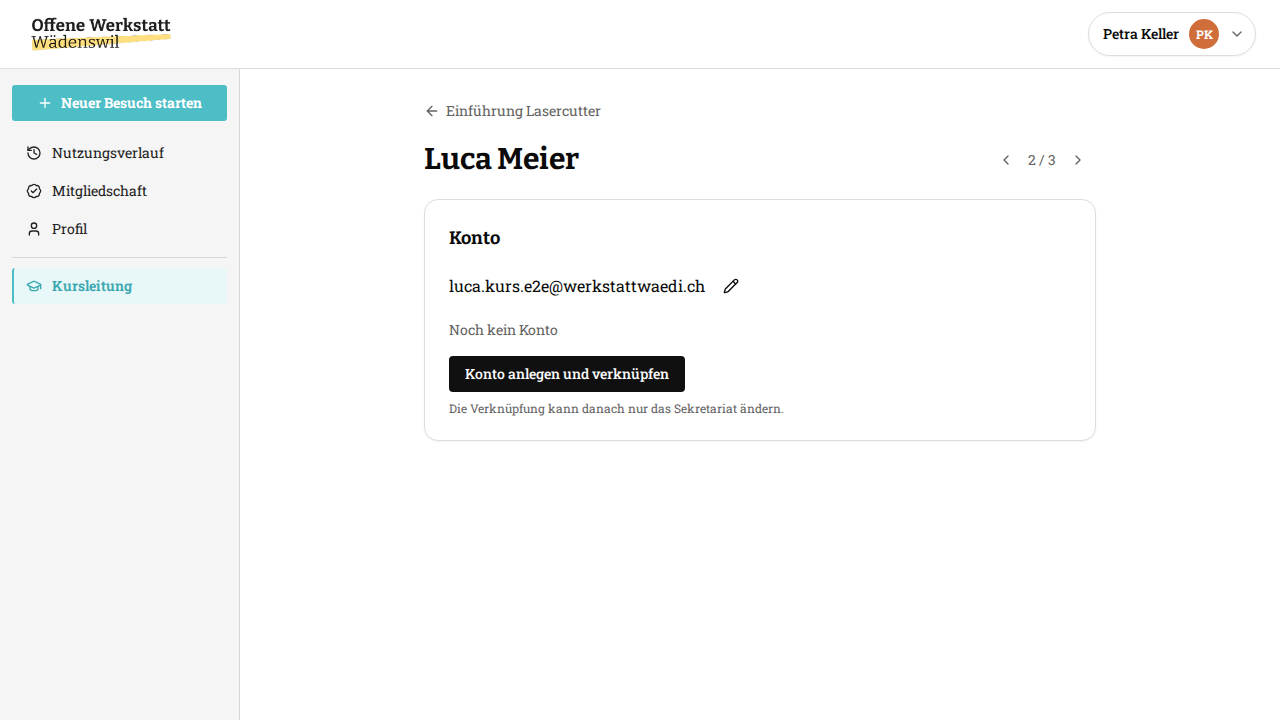 Offene Werkstatt
Wädenswil
Petra Keller
PK
Neuer Besuch starten
Nutzungsverlauf
Mitgliedschaft
Profil
Kursleitung
Einführung Lasercutter
Luca Meier
2 / 3
Konto
luca.kurs.e2e@werkstattwaedi.ch
Noch kein Konto
Konto anlegen und verknüpfen
Die Verknüpfung kann danach nur das Sekretariat ändern.